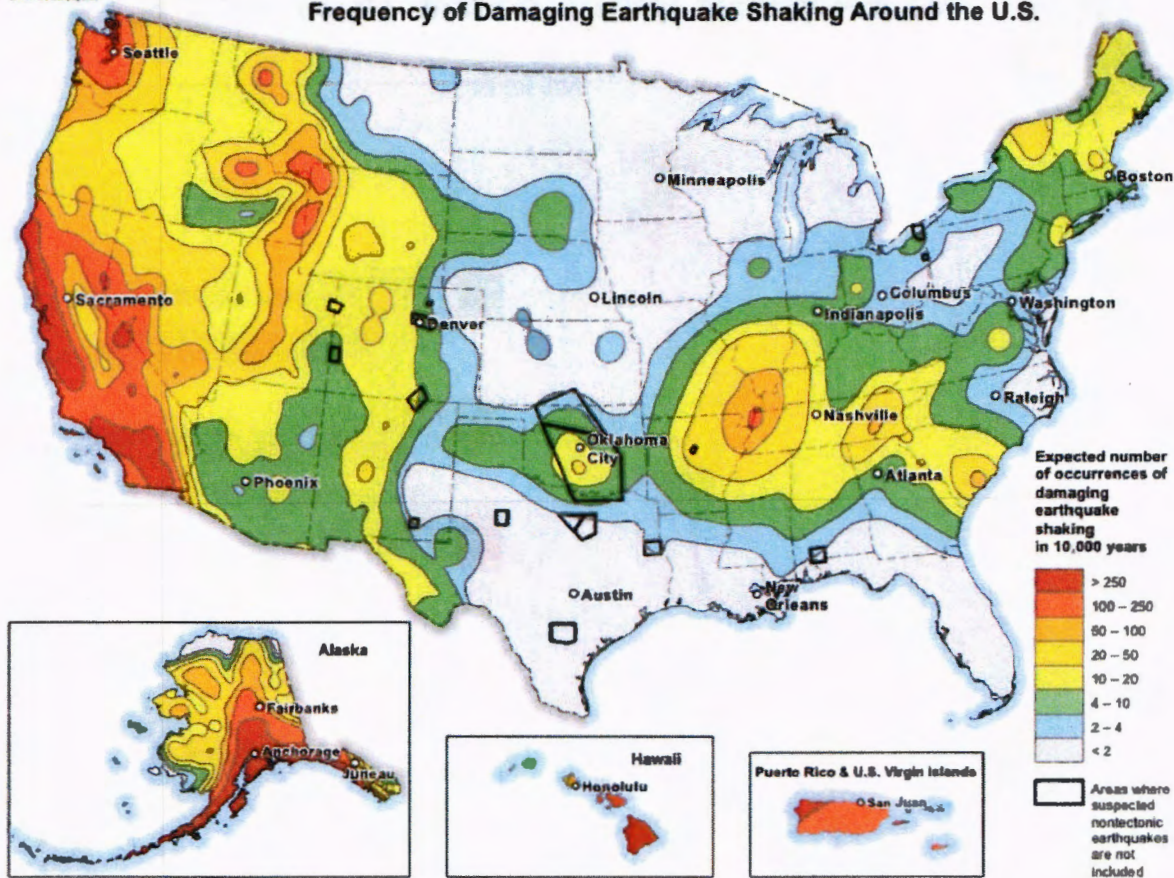 Frequency of Damaging Earthquake Shaking Around the U.S.
Seattle
Minneapolis
Boston
Sacramento
Lincoln
Columbus
Washington
Denver
Indianapolis
Raleigh
Nashville
Oklahoma
City
Phoenix
Atlanta
Austin
New
Orleans
Expected number
of occurrences of
damaging
earthquake
shaking
in 10,000 years
> 250
100 – 250
50 – 100
20 – 50
10 – 20
4 – 10
2 – 4
< 2
Areas where
suspected
nontectonic
earthquakes
are not
included
Alaska
Fairbanks
Anchorage
Juneau
Hawaii
Honolulu
Puerto Rico & U.S. Virgin Islands
San Juan